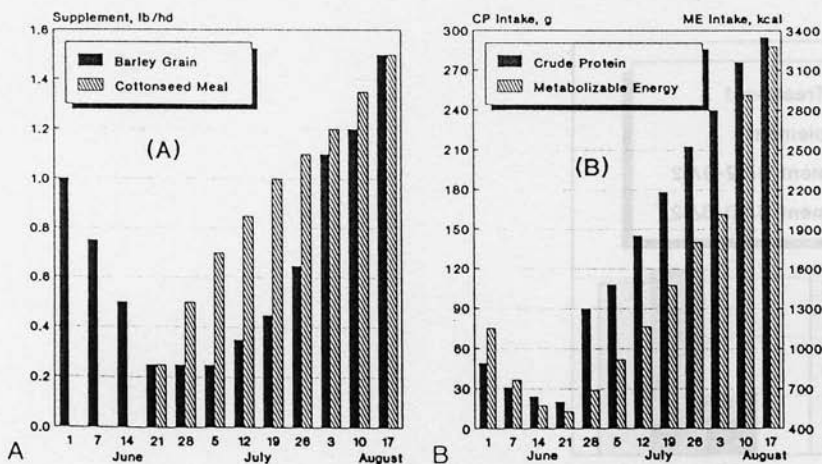 Supplement, lb/hd
1.6
1.4
1.2
1.0
0.8
0.6
0.4
0.2
0.0
Barley Grain
Cottonseed Meal
(A)
1 7 14 21 28 5 12 19 26 3 10 17
June July August
A
CP Intake, g
ME Intake, kcal
300
270
240
210
180
150
120
90
60
30
0
Crude Protein
Metabolizable Energy
(B)
3400
3100
2800
2500
2200
1900
1600
1300
1000
700
400
1 7 14 21 28 5 12 19 26 3 10 17
June July August
B